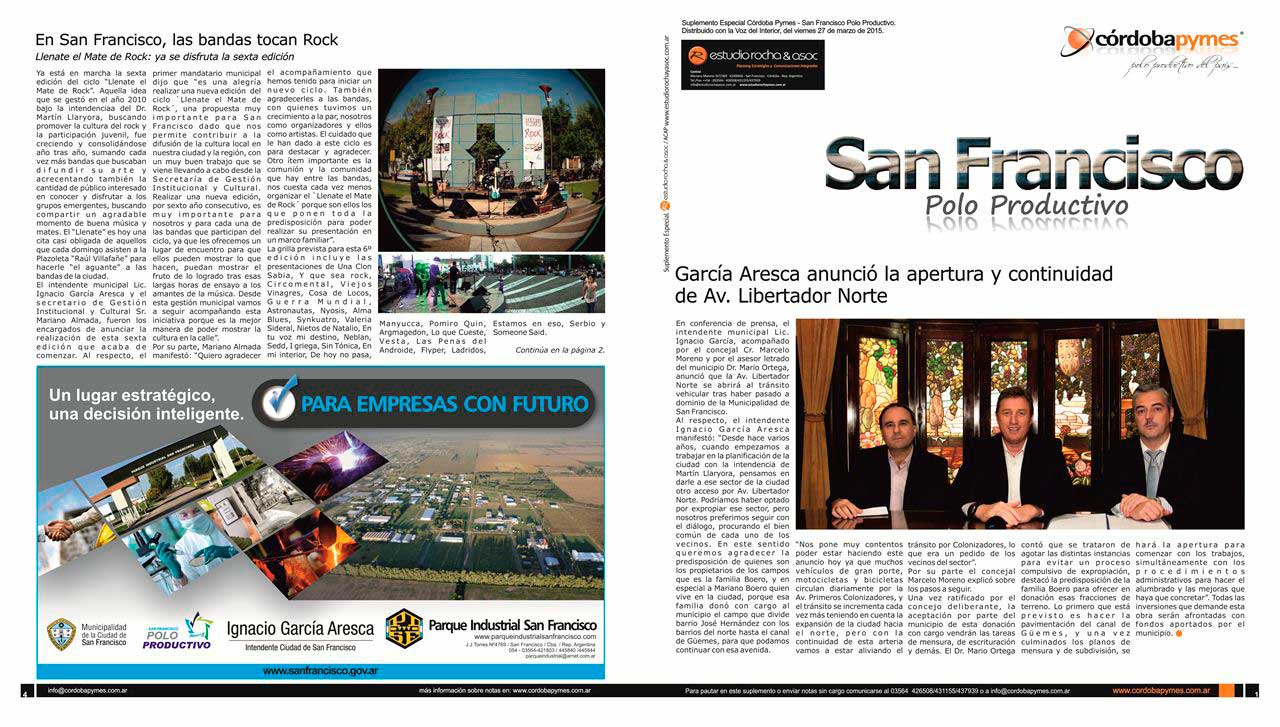 En San Francisco, las bandas tocan Rock
Llenate el Mate de Rock: ya se disfruta la sexta edición
Ya está en marcha la sexta
edición del ciclo “Llenate el
Mate de Rock”. Aquella idea
que se gestó en el año 2010
bajo la intendencia del Dr.
Martín Llaryora, buscando
promover la cultura del rock y
la participación juvenil, fue
creciendo y consolidándose
año tras año, sumando cada
vez más bandas que buscaban
difundir su arte y
acrecentando también la
cantidad de público interesado
en conocer y disfrutar a los
grupos emergentes, buscando
compartir un agradable
momento de buena música y
mates. El “Llenate” es hoy una
cita casi obligada de aquellos
que cada domingo asisten a la
Plazoleta “Raúl Villafañe” para
hacerle “el aguante” a las
bandas de la ciudad.
El intendente municipal Lic.
Ignacio García Aresca y el
secretario de Gestión
Institucional y Cultural Sr.
Mariano Almada, fueron los
encargados de anunciar la
realización de esta sexta
edición que acaba de
comenzar. Al respecto, el
primer mandatario municipal
dijo que “es una alegría
realizar una nueva edición del
ciclo `Llenate el Mate de
Rock´, una propuesta muy
importante para San
Francisco dado que nos
permite contribuir a la
difusión de la cultura local en
nuestra ciudad y la región, con
un muy buen trabajo que se
viene llevando a cabo desde la
Secretaría de Gestión
Institucional y Cultural.
Realizar una nueva edición,
por sexto año consecutivo, es
muy importante para
nosotros y para cada una de
las bandas que participan del
ciclo, ya que les ofrecemos un
lugar de encuentro para que
ellos pueden mostrar lo que
hacen, puedan mostrar el
fruto de lo logrado tras esas
largas horas de ensayo a los
amantes de la música. Desde
esta gestión municipal vamos
a seguir acompañando esta
iniciativa porque es la mejor
manera de poder mostrar la
cultura en la calle”.
Por su parte, Mariano Almada
manifestó: “Quiero agradecer
el acompañamiento que
hemos tenido para iniciar un
nuevo ciclo. También
agradecerles a las bandas,
con quienes tuvimos un
crecimiento a la par, nosotros
como organizadores y ellos
como artistas. El cuidado que
le han dado a este ciclo es
para destacar y agradecer.
Otro ítem importante es la
comunión y la comunidad
que hay entre las bandas,
nos cuesta cada vez menos
organizar el `Llenate el Mate
de Rock´ porque son ellos los
que ponen toda la
predisposición para poder
realizar su presentación en
un marco familiar”.
La grilla prevista para esta 6º
edición incluye las
presentaciones de Una Clon
Sabia, Y que sea rock,
Circomental, Viejos
Vinagres, Cosa de Locos,
Guerra Mundial,
Astronautas, Nyosis, Alma
Blues, Synkuatro, Valeria
Sideral, Nietos de Natalio, En
tu voz mi destino, Neblan,
Sedd, I griega, Sin Tónica, En
mi interior, De hoy no pasa,
Manyucca, Pomiro Quin,
Argmagedon, Lo que Cueste,
Vesta, Las Penas del
Androide, Flyper, Ladridos,
Estamos en eso, Serbio y
Someone Said.
Continúa en la página 2.
Un lugar estratégico,
una decisión inteligente.
PARA EMPRESAS CON FUTURO
PARQUE INDUSTRIAL SAN FRANCISCO
Municipalidad
de la Ciudad de
San Francisco
SAN FRANCISCO
POLO
PRODUCTIVO
Ignacio García Aresca
Intendente Ciudad de San Francisco
Parque Industrial San Francisco
www.parqueindustrialsanfrancisco.com
J.J.Torres Nº4769 / San Francisco / Cba. / Rep. Argentina
054 - 03564-421803 / 445840 /445844
parqueindustrial@arnet.com.ar
www.sanfrancisco.gov.ar
4
info@cordobapymes.com.ar
más información sobre notas en: www.cordobapymes.com.ar
Suplemento Especial Córdoba Pymes - San Francisco Polo Productivo.
Distribuido con la Voz del Interior, del viernes 27 de marzo de 2015.
estudio rocha & asoc
Planning Estratégico y Comunicaciones Integradas
Suplemento Especial. estudio rocha & asoc / ACAP www.estudiorochayasoc.com.ar
córdobapymes
polo productivo del país...
San Francisco
Polo Productivo
García Aresca anunció la apertura y continuidad
de Av. Libertador Norte
En conferencia de prensa, el
intendente municipal Lic.
Ignacio García, acompañado
por el concejal Cr. Marcelo
Moreno y por el asesor letrado
del municipio Dr. Mario Ortega,
anunció que la Av. Libertador
Norte se abrirá al tránsito
vehicular tras haber pasado a
dominio de la Municipalidad de
San Francisco.
Al respecto, el intendente
Ignacio García Aresca
manifestó: “Desde hace varios
años, cuando empezamos a
trabajar en la planificación de la
ciudad con la intendencia de
Martín Llaryora, pensamos en
darle a ese sector de la ciudad
otro acceso por Av. Libertador
Norte. Podríamos haber optado
por expropiar ese sector, pero
nosotros preferimos seguir con
el diálogo, procurando el bien
común de cada uno de los
vecinos. En este sentido
queremos agradecer la
predisposición de quienes son
los propietarios de los campos
que es la familia Boero, y en
especial a Mariano Boero quien
vive en la ciudad, porque esa
familia donó con cargo al
municipio el campo que divide
barrio José Hernández con los
barrios del norte hasta el canal
de Güemes, para que podamos
continuar con esa avenida.
“Nos pone muy contentos
poder estar haciendo este
anuncio hoy ya que muchos
vehículos de gran porte,
motocicletas y bicicletas
circulan diariamente por la
Av. Primeros Colonizadores, y
el tránsito se incrementa cada
vez más teniendo en cuenta la
expansión de la ciudad hacia
el norte, pero con la
continuidad de esta arteria
vamos a estar aliviando el
tránsito por Colonizadores, lo
que era un pedido de los
vecinos del sector”.
Por su parte el concejal
Marcelo Moreno explicó sobre
los pasos a seguir.
Una vez ratificado por el
concejo deliberante, la
aceptación por parte del
municipio de esta donación
con cargo vendrán las tareas
de mensura, de escrituración
y demás. El Dr. Mario Ortega
contó que se trataron de
agotar las distintas instancias
para evitar un proceso
compulsivo de expropiación,
destacó la predisposición de la
familia Boero para ofrecer en
donación esas fracciones de
terreno. Lo primero que está
previsto es hacer la
pavimentación del canal de
Güemes, y una vez
culminados los planos de
mensura y de subdivisión, se
hará la apertura para
comenzar con los trabajos,
simultáneamente con los
procedimientos
administrativos para hacer el
alumbrado y las mejoras que
haya que concretar”. Todas las
inversiones que demande esta
obra serán afrontadas con
fondos aportados por el
municipio.
Para pautar en este suplemento o envíar notas sin cargo comunicarse al 03564 426508/431155/437939 o a info@cordobapymes.com.ar
www.cordobapymes.com.ar
1